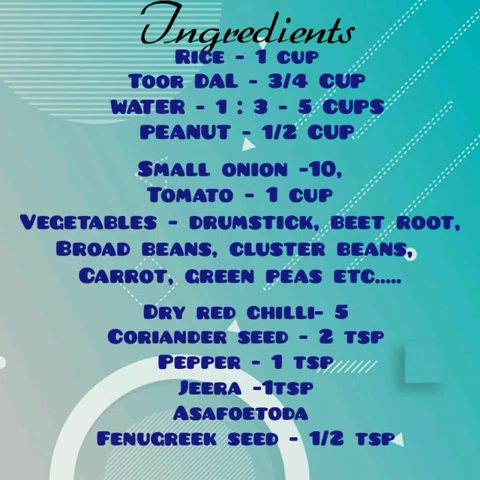 Ingredients
Rice - 1 cup
Toor DAL - 3/4 CUP
WATER - 1 : 3 - 5 CUPS
PEANUT - 1/2 CUP
Small onion -10,
Tomato - 1 cup
Vegetables - drumstick, beet root,
Broad beans, cluster beans,
Carrot, green peas etc.....
Dry red chilli- 5
Coriander seed - 2 tsp
Pepper - 1 tsp
Jeera -1tsp
Asafoetoda
Fenugreek seed - 1/2 tsp